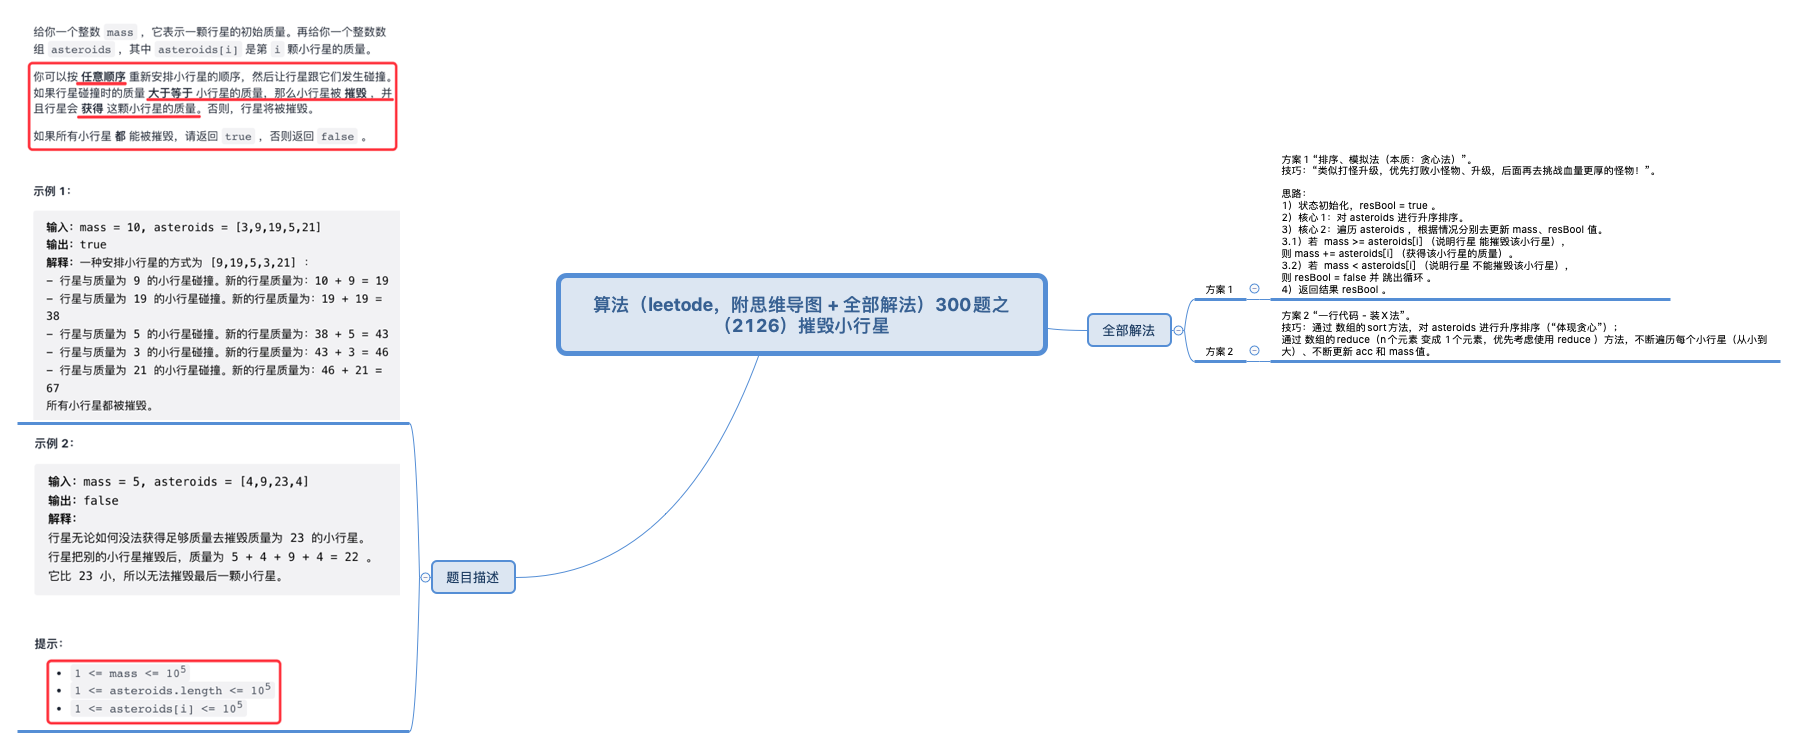 给你一个整数 mass ，它表示一颗行星的初始质量。再给你一个整数数
组 asteroids ，其中 asteroids[i] 是第 i 颗小行星的质量。
你可以按 任意顺序 重新安排小行星的顺序，然后让行星跟它们发生碰撞。
如果行星碰撞时的质量 大于等于 小行星的质量，那么小行星被 摧毁 ，并
且行星会 获得 这颗小行星的质量。否则，行星将被摧毁。
如果所有小行星 都 能被摧毁，请返回 true ，否则返回 false 。
示例 1：
输入：mass = 10, asteroids = [3,9,19,5,21]
输出：true
解释：一种安排小行星的方式为 [9,19,5,3,21] ：
- 行星与质量为 9 的小行星碰撞。新的行星质量为：10 + 9 = 19
- 行星与质量为 19 的小行星碰撞。新的行星质量为：19 + 19 =
38
- 行星与质量为 5 的小行星碰撞。新的行星质量为：38 + 5 = 43
- 行星与质量为 3 的小行星碰撞。新的行星质量为：43 + 3 = 46
- 行星与质量为 21 的小行星碰撞。新的行星质量为：46 + 21 =
67
所有小行星都被摧毁。
示例 2：
输入：mass = 5, asteroids = [4,9,23,4]
输出：false
解释：
行星无论如何没法获得足够质量去摧毁质量为 23 的小行星。
行星把别的小行星摧毁后，质量为 5 + 4 + 9 + 4 = 22 。
它比 23 小，所以无法摧毁最后一颗小行星。
提示：
• 1 <= mass <= 10⁵
• 1 <= asteroids.length <= 10⁵
• 1 <= asteroids[i] <= 10⁵
题目描述
算法（leetode，附思维导图 + 全部解法）300题之
（2126）摧毁小行星
全部解法
方案 1
方案 1 “排序、模拟法（本质：贪心法）”。
技巧：“类似打怪升级，优先打败小怪物、升级，后面再去挑战血量更厚的怪物！”。
思路：
1）状态初始化，resBool = true 。
2）核心 1：对 asteroids 进行升序排序。
3）核心 2：遍历 asteroids ，根据情况分别去更新 mass、resBool 值。
3.1）若 mass >= asteroids[i] （说明行星 能摧毁该小行星），
则 mass += asteroids[i] （获得该小行星的质量）。
3.2）若 mass < asteroids[i] （说明行星 不能摧毁该小行星），
则 resBool = false 并 跳出循环 。
4）返回结果 resBool 。
方案 2
方案 2 “一行代码 - 装X法”。
技巧：通过 数组的 sort 方法，对 asteroids 进行升序排序（“体现贪心”）；
通过 数组的 reduce（n 个元素 变成 1 个元素，优先考虑使用 reduce ）方法，不断遍历每个小行星（从小到
大）、不断更新 acc 和 mass 值。